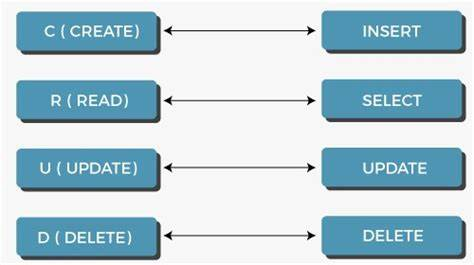 C ( CREATE)
INSERT
R ( READ)
SELECT
U ( UPDATE)
UPDATE
D ( DELETE)
DELETE